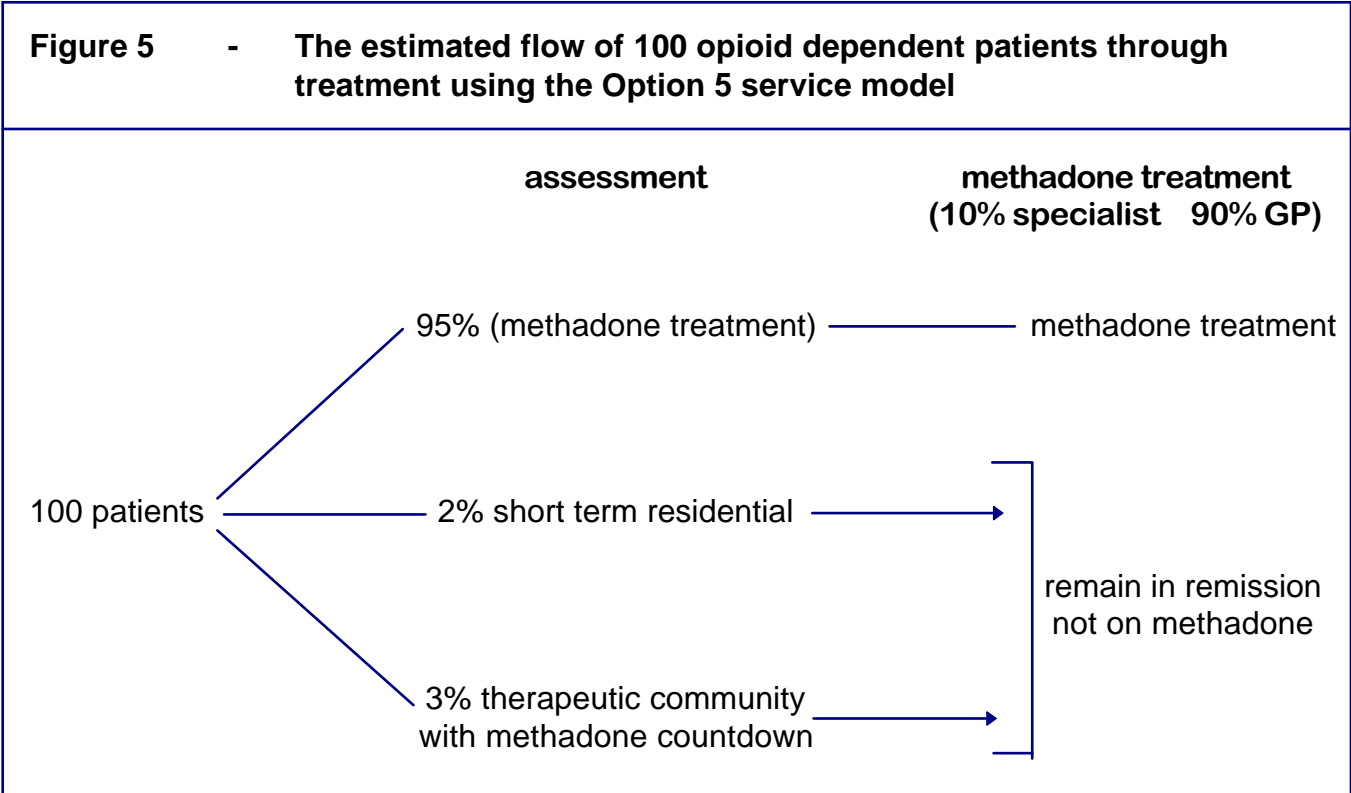 Figure 5 - The estimated flow of 100 opioid dependent patients through
treatment using the Option 5 service model
assessment
methadone treatment
(10% specialist 90% GP)
95% (methadone treatment)
methadone treatment
100 patients
2% short term residential
remain in remission
not on methadone
3% therapeutic community
with methadone countdown